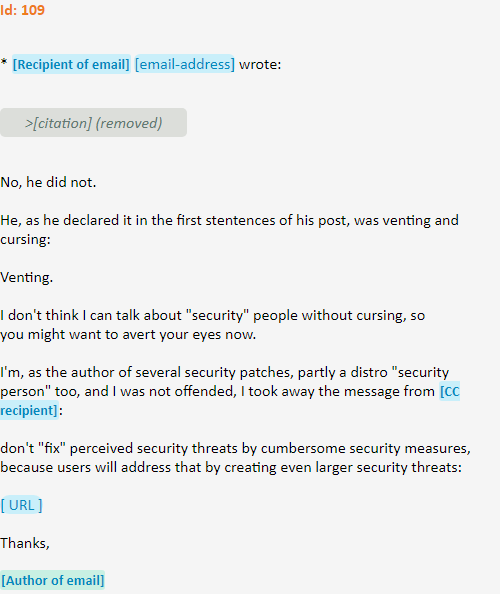 Id: 109
* [Recipient of email] [email-address] wrote:
>[citation] (removed)
No, he did not.
He, as he declared it in the first stentences of his post, was venting and
cursing:
Venting.
I don't think I can talk about "security" people without cursing, so
you might want to avert your eyes now.
I'm, as the author of several security patches, partly a distro "security
person" too, and I was not offended, I took away the message from [CC
recipient]:
don't "fix" perceived security threats by cumbersome security measures,
because users will address that by creating even larger security threats:
[ URL ]
Thanks,
[Author of email]